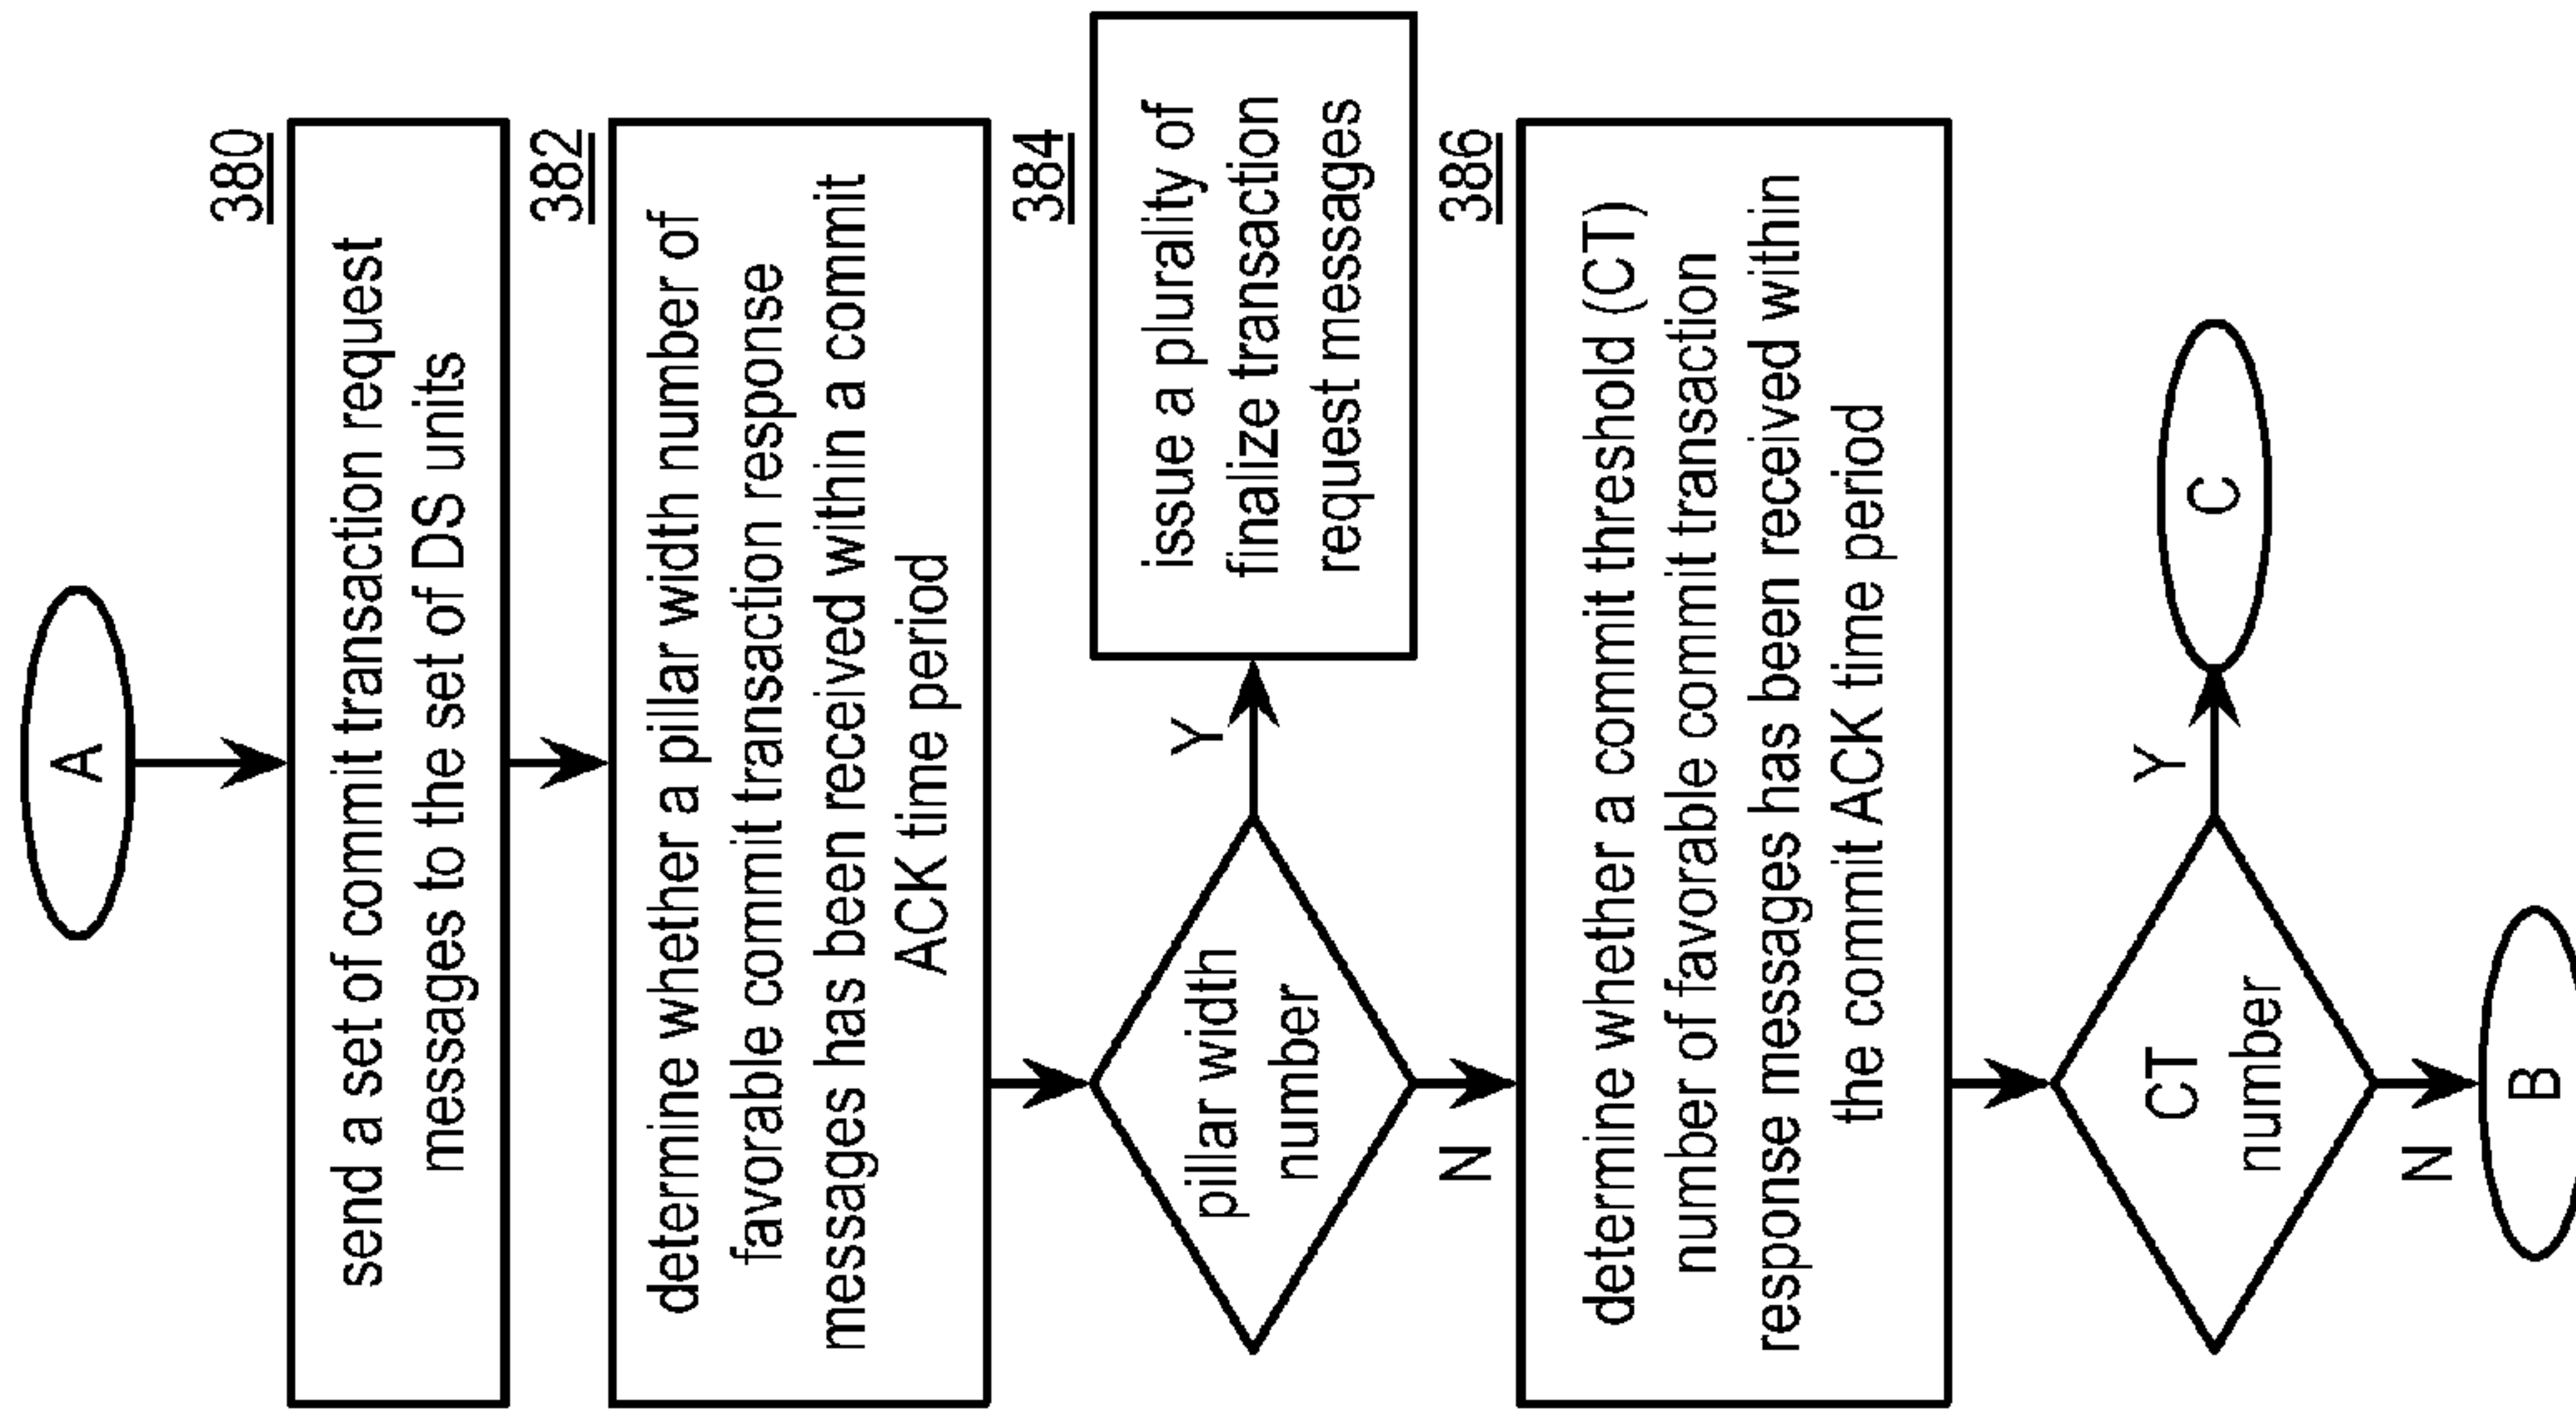 A
380
send a set of commit transaction request
messages to the set of DS units
382
determine whether a pillar width number of
favorable commit transaction response
messages has been received within a commit
ACK time period
384
pillar width
number
Y
issue a plurality of
finalize transaction
request messages
N
386
determine whether a commit threshold (CT)
number of favorable commit transaction
response messages has been received within
the commit ACK time period
CT
number
Y
C
N
B